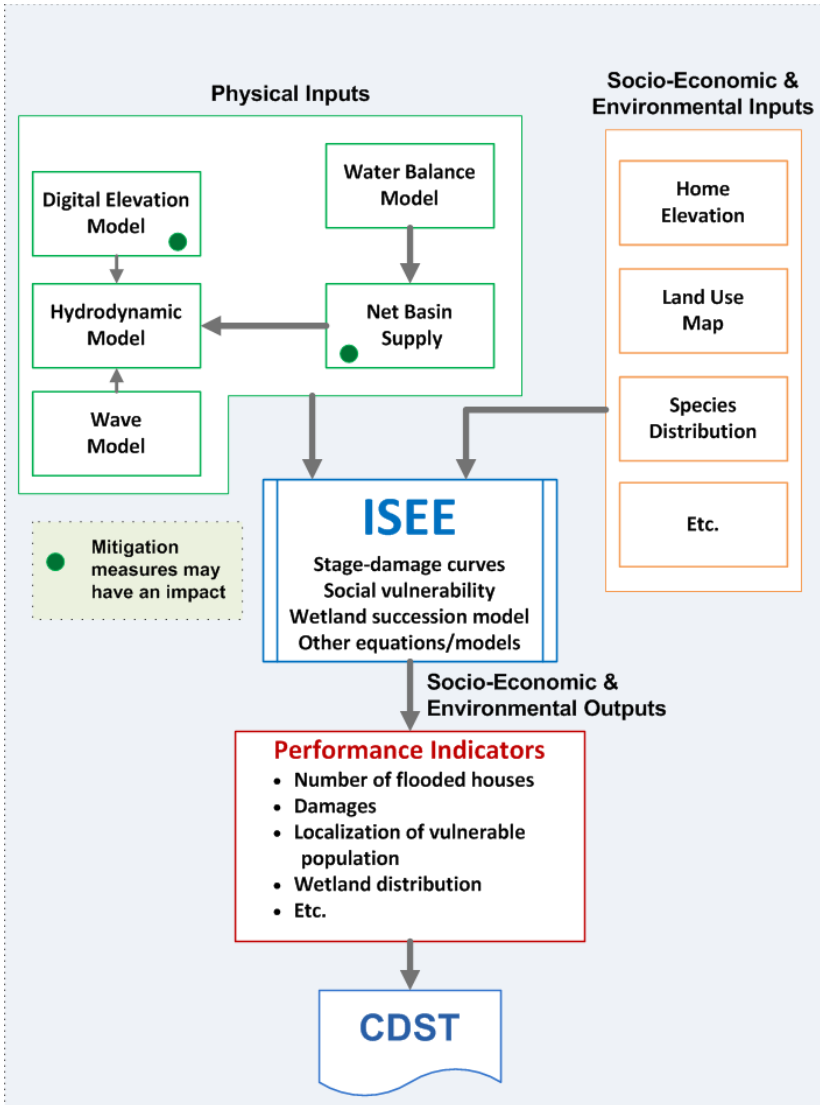 Physical Inputs
Digital Elevation
Model
Water Balance
Model
Hydrodynamic
Model
Net Basin
Supply
Wave
Model
Socio-Economic &
Environmental Inputs
Home
Elevation
Land Use
Map
Species
Distribution
Etc.
Mitigation
measures may
have an impact
ISEE
Stage-damage curves
Social vulnerability
Wetland succession model
Other equations/models
Socio-Economic &
Environmental Outputs
Performance Indicators
• Number of flooded houses
• Damages
• Localization of vulnerable
population
• Wetland distribution
• Etc.
CDST